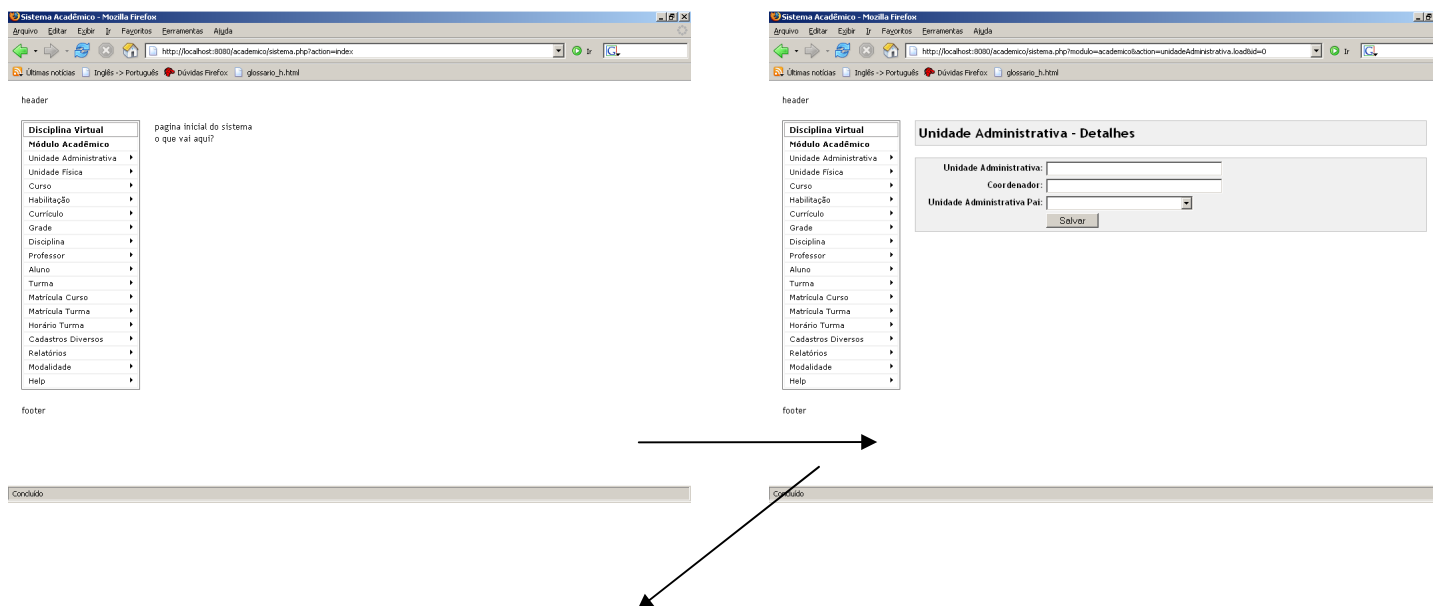 Sistema Acadêmico - Mozilla Firefox
Arquivo Editar Exibir Ir Favoritos Ferramentas Ajuda
http://localhost:8080/academico/sistema.php?action=index
Ir
G
Últimas notícias Inglês -> Português Dúvidas Firefox glossario_h.html
header
Disciplina Virtual
Módulo Acadêmico
Unidade Administrativa
Unidade Física
Curso
Habilitação
Currículo
Grade
Disciplina
Professor
Aluno
Turma
Matrícula Curso
Matrícula Turma
Horário Turma
Cadastros Diversos
Relatórios
Modalidade
Help
pagina inicial do sistema
o que vai aqui?
footer
Concluído
Sistema Acadêmico - Mozilla Firefox
Arquivo Editar Exibir Ir Favoritos Ferramentas Ajuda
http://localhost:8080/academico/sistema.php?modulo=academico&action=unidadeAdministrativa.load&id=0
Ir
G
Últimas notícias Inglês -> Português Dúvidas Firefox glossario_h.html
header
Disciplina Virtual
Módulo Acadêmico
Unidade Administrativa
Unidade Física
Curso
Habilitação
Currículo
Grade
Disciplina
Professor
Aluno
Turma
Matrícula Curso
Matrícula Turma
Horário Turma
Cadastros Diversos
Relatórios
Modalidade
Help
Unidade Administrativa - Detalhes
Unidade Administrativa:
Coordenador:
Unidade Administrativa Pai:
Salvar
footer
Concluído